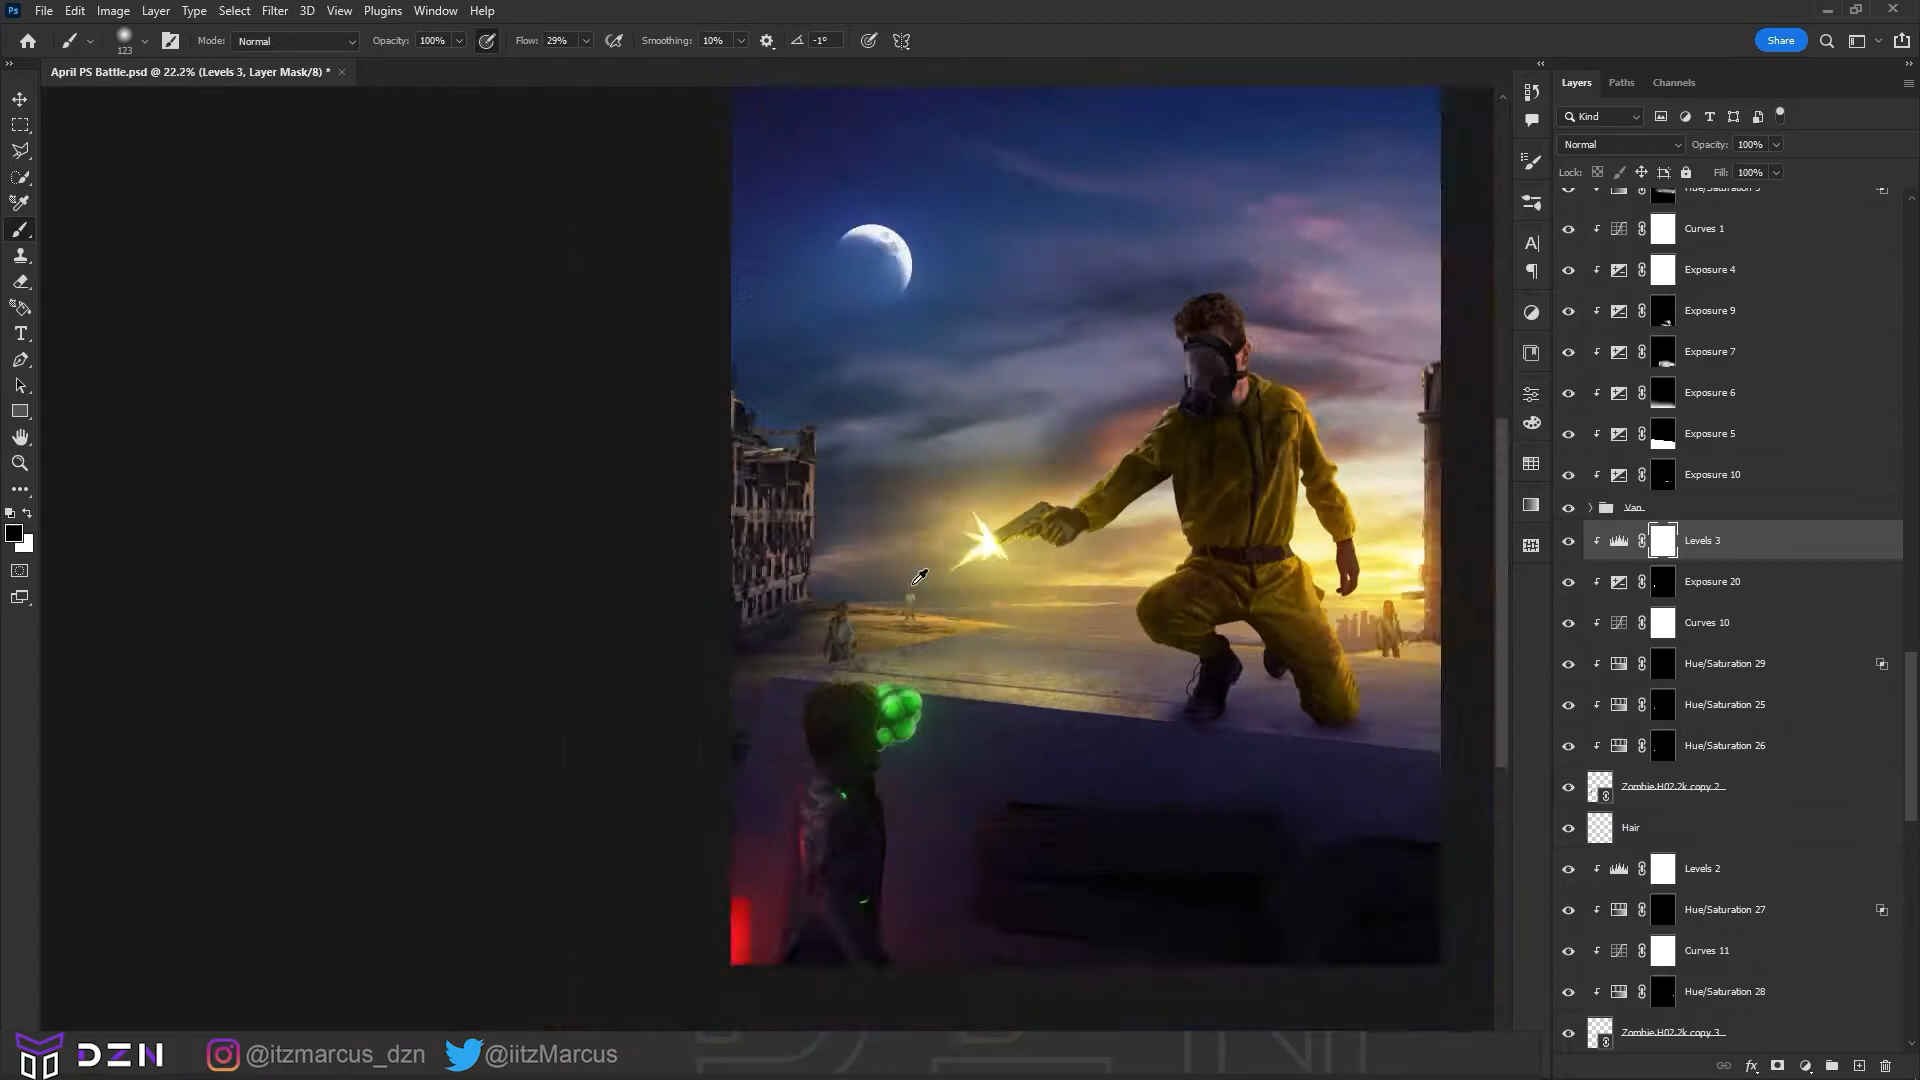 Ps File Edit Image Layer Type Select Filter 3D View Plugins Window Help
123 Mode: Normal Opacity: 100% Flow: 29% Smoothing: 10% -1° Share
April PS Battle.psd @ 22.2% (Levels 3, Layer Mask/8) * ×
Layers Paths Channels
Kind
Normal Opacity: 100%
Lock: Fill: 100%
Hue/Saturation 5
Curves 1
Exposure 4
Exposure 9
Exposure 7
Exposure 6
Exposure 5
Exposure 10
Van
Levels 3
Exposure 20
Curves 10
Hue/Saturation 29
Hue/Saturation 25
Hue/Saturation 26
Zombie.H02.2k copy 2
Hair
Levels 2
Hue/Saturation 27
Curves 11
Hue/Saturation 28
Zombie.H02.2k copy 3
DZN @itzmarcus_dzn @iitzMarcus